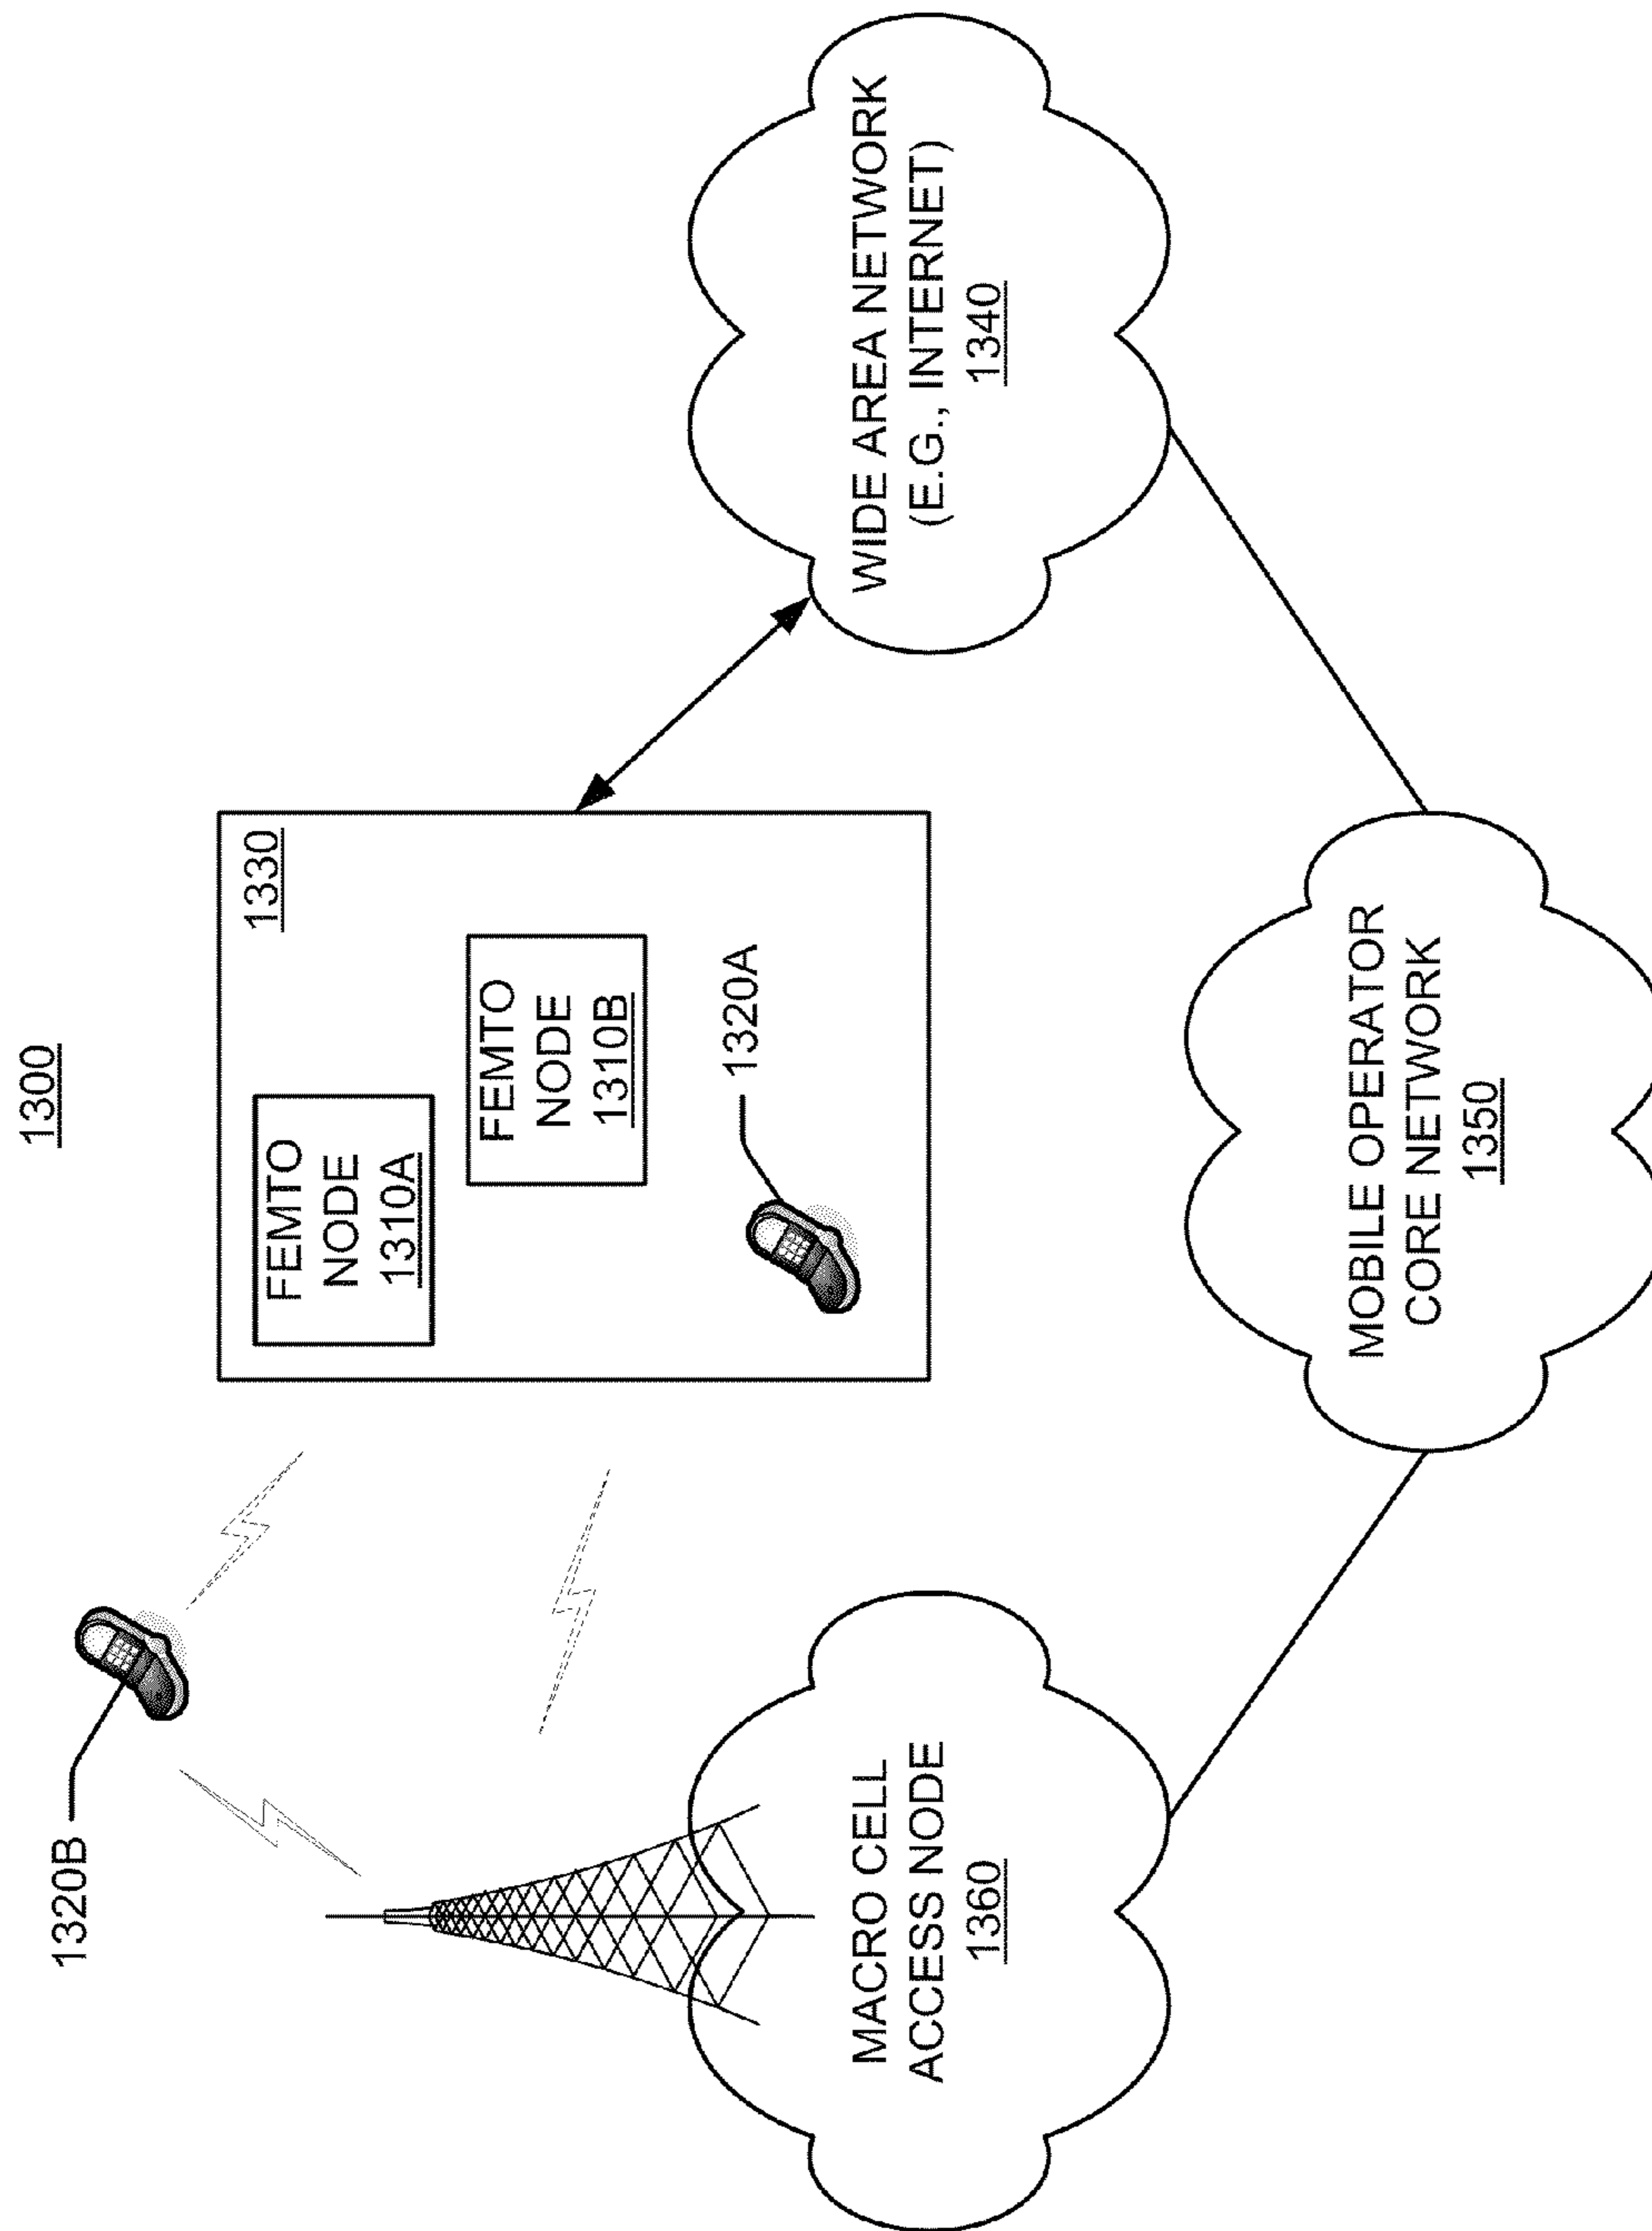 1300
1320B
FEMTO
NODE
1310A
1330
FEMTO
NODE
1310B
1320A
MACRO CELL
ACCESS NODE
1360
WIDE AREA NETWORK
(E.G., INTERNET)
1340
MOBILE OPERATOR
CORE NETWORK
1350